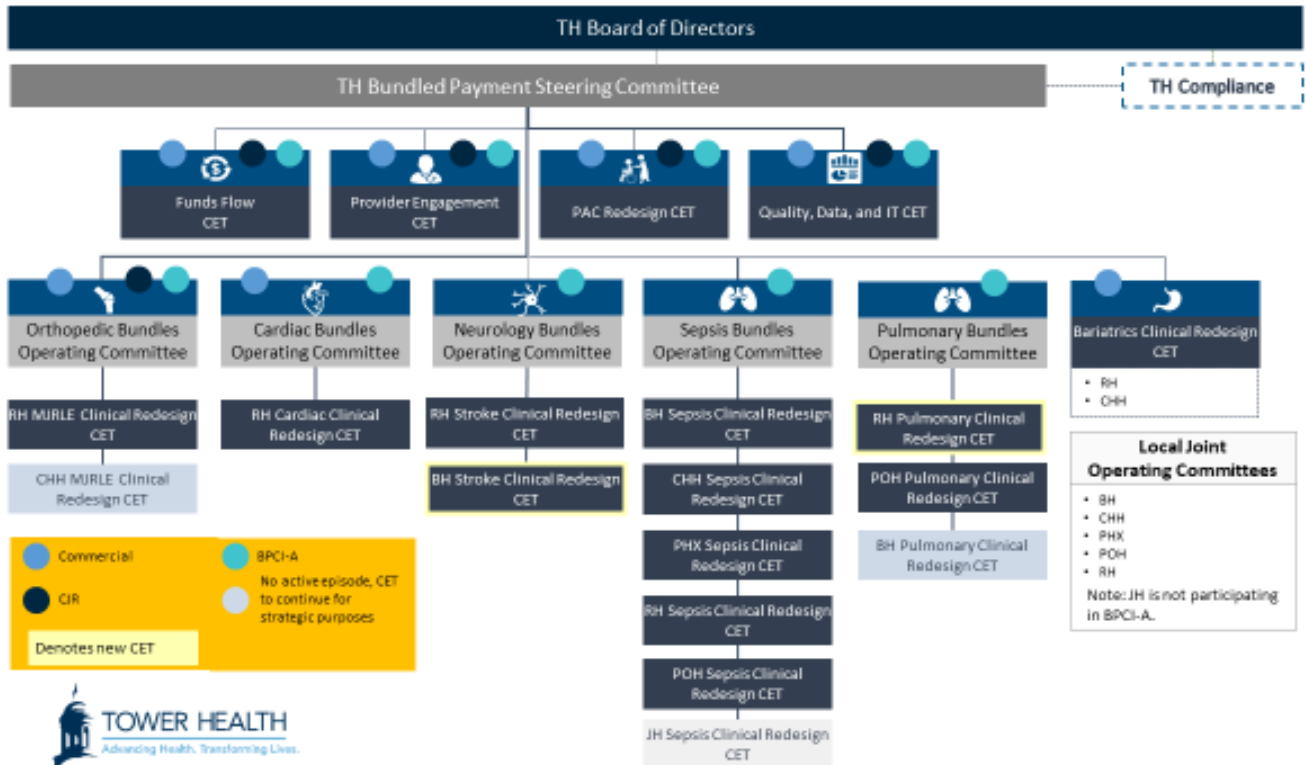 TH Board of Directors
TH Bundled Payment Steering Committee
TH Compliance
Funds Flow
CET
Provider Engagement
CET
PAC Redesign CET
Quality, Data, and IT CET
Orthopedic Bundles
Operating Committee
Cardiac Bundles
Operating Committee
Neurology Bundles
Operating Committee
Sepsis Bundles
Operating Committee
Pulmonary Bundles
Operating Committee
Bariatrics Clinical Redesign
CET
• RH
• CHH
RH MJRLE Clinical Redesign
CET
CHH MJRLE Clinical
Redesign CET
RH Cardiac Clinical
Redesign CET
RH Stroke Clinical Redesign
CET
BH Stroke Clinical Redesign
CET
BH Sepsis Clinical Redesign
CET
CHH Sepsis Clinical
Redesign CET
PHX Sepsis Clinical
Redesign CET
RH Sepsis Clinical Redesign
CET
POH Sepsis Clinical
Redesign CET
JH Sepsis Clinical Redesign
CET
RH Pulmonary Clinical
Redesign CET
POH Pulmonary Clinical
Redesign CET
BH Pulmonary Clinical
Redesign CET
Local Joint
Operating Committees
• BH
• CHH
• PHX
• POH
• RH
Note: JH is not participating
in BPCI-A.
Commercial
CJR
Denotes new CET
BPCI-A
No active episode, CET
to continue for
strategic purposes
TOWER HEALTH
Advancing Health. Transforming Lives.